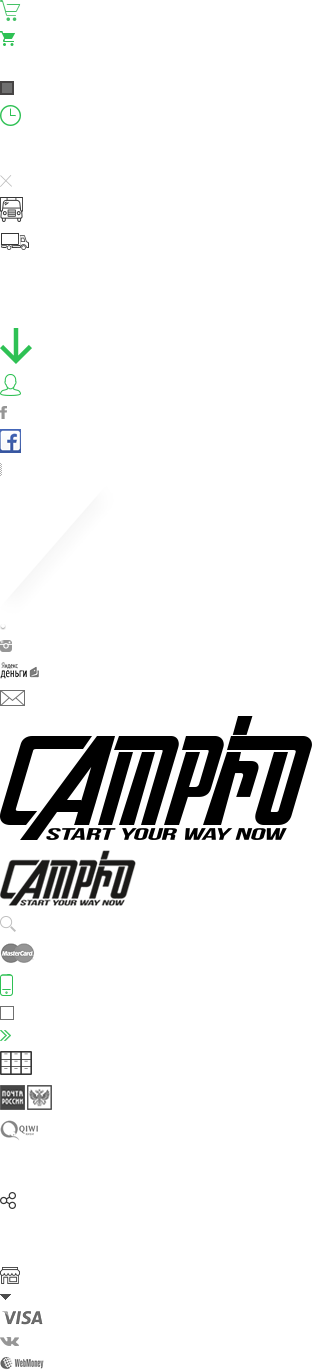 Яндекс
деньги
CAMPRO
START YOUR WAY NOW
CAMPRO
START YOUR WAY NOW
MasterCard
ПОЧТА
РОССИИ
QIWI
VISA
WebMoney